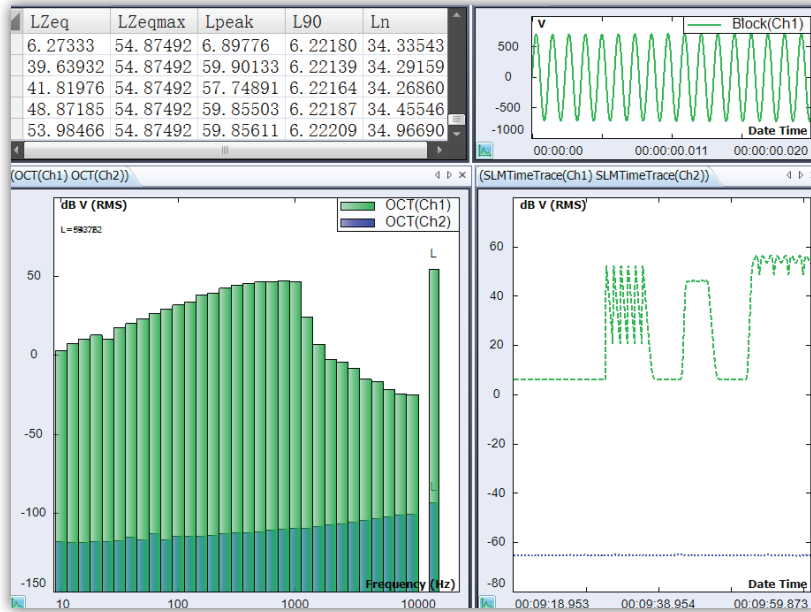 LZeq LZeqmax Lpeak L90 Ln
6.27333 54.87492 6.89776 6.22180 34.33543
39.63932 54.87492 59.90133 6.22139 34.29159
41.81976 54.87492 57.74891 6.22164 34.26860
48.87185 54.87492 59.85503 6.22187 34.45546
53.98466 54.87492 59.85611 6.22209 34.96690
V
Block(Ch1)
500
0
-500
-1000
Date Time
00:00:00 00:00:00.011 00:00:00.020
(OCT(Ch1) OCT(Ch2))
dB V (RMS)
OCT(Ch1)
OCT(Ch2)
L
50
0
-50
L
-100
-150
Frequency (Hz)
10 100 1000 10000
(SLMTimeTrace(Ch1) SLMTimeTrace(Ch2))
dB V (RMS)
60
40
20
0
-20
-40
-60
-80
Date Time
00:09:18.953 00:09:38.954 00:09:59.873